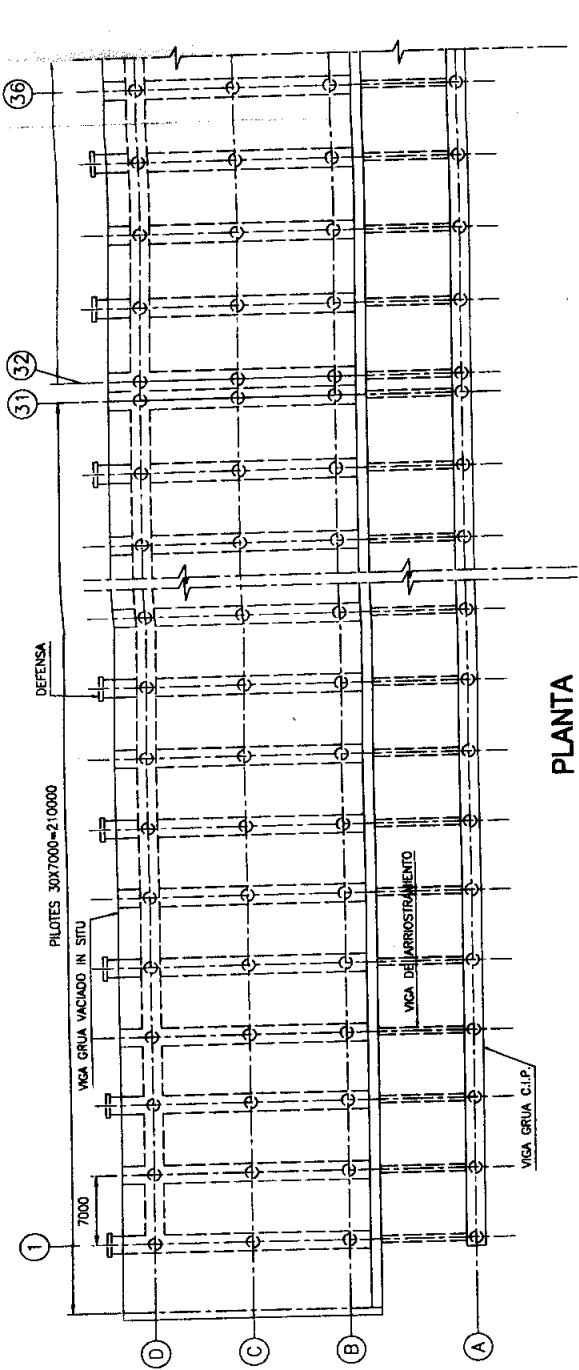 36
32
31
DEFENSA
PILOTES 30X7000=210000
VIGA GRUA VACIADO IN SITU
7000
1
VIGA DE ARRIOSTRAMIENTO
VIGA GRUA C.I.P.
D
C
B
A
PLANTA